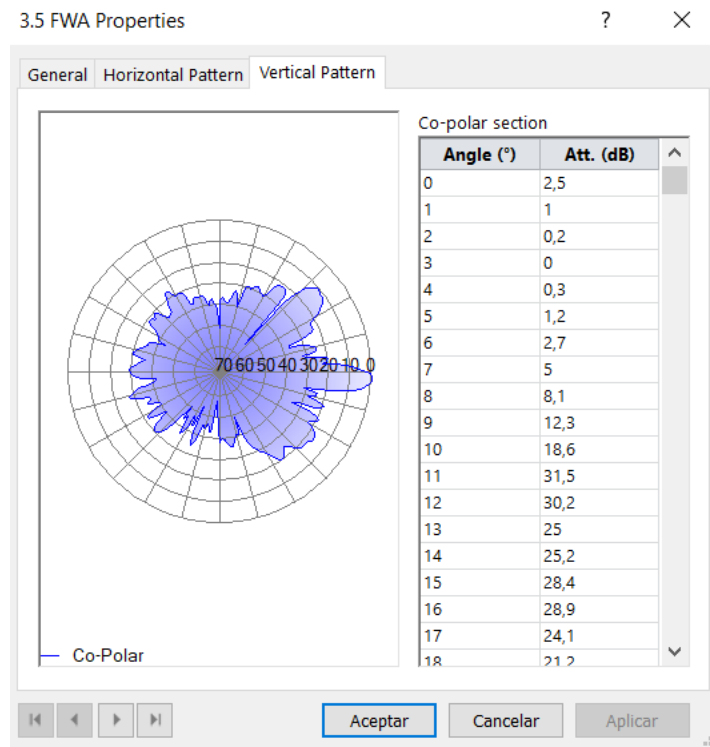 3.5 FWA Properties ?
General Horizontal Pattern Vertical Pattern
70 60 50 40 30 20 10 0
Co-Polar
Co-polar section
Angle (°) Att. (dB)
0 2,5
1 1
2 0,2
3 0
4 0,3
5 1,2
6 2,7
7 5
8 8,1
9 12,3
10 18,6
11 31,5
12 30,2
13 25
14 25,2
15 28,4
16 28,9
17 24,1
18 21,2
Aceptar Cancelar Aplicar